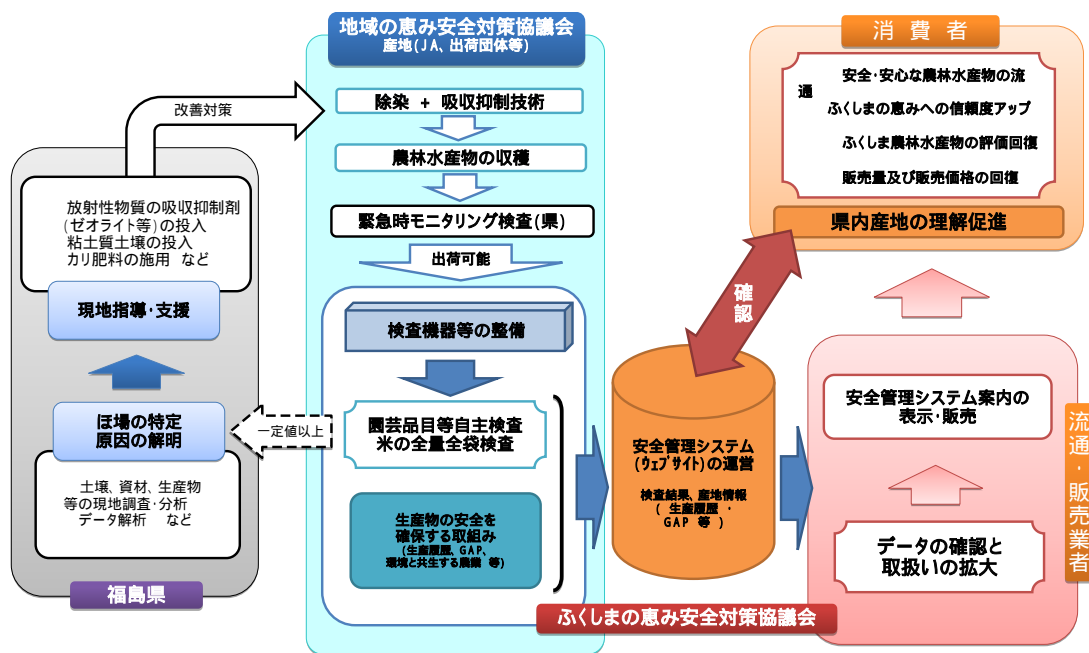 地域の恵み安全対策協議会
産地(JA、出荷団体等)
除染 + 吸収抑制技術
農林水産物の収穫
緊急時モニタリング検査(県)
出荷可能
検査機器等の整備
園芸品目等自主検査
米の全量全袋検査
生産物の安全を
確保する取組み
(生産履歴、GAP、
環境と共生する農業 等)
一定値以上
改善対策
放射性物質の吸収抑制剤
(ゼオライト等)の投入
粘土質土壌の投入
カリ肥料の施用 など
現地指導・支援
ほ場の特定
原因の解明
土壌、資材、生産物
等の現地調査・分析
データ解析 など
福島県
安全管理システム
(ウェブサイト)の運営
検査結果、産地情報
( 生産履歴 ・
GAP 等 )
ふくしまの恵み安全対策協議会
確認
消 費 者
安全・安心な農林水産物の流
通
ふくしまの恵みへの信頼度アップ
ふくしま農林水産物の評価回復
販売量及び販売価格の回復
県内産地の理解促進
安全管理システム案内の
表示・販売
データの確認と
取扱いの拡大
流通・販売業者